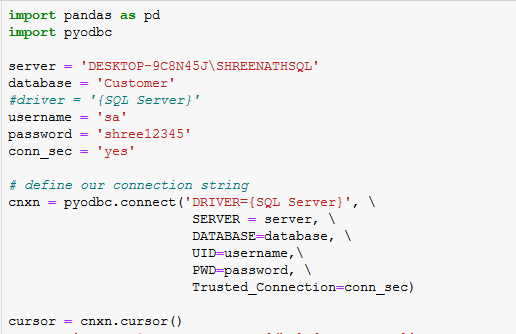 import pandas as pd
import pyodbc
server = 'DESKTOP-9C8N45J\SHREENATHSQL'
database = 'Customer'
#driver = '{SQL Server}'
username = 'sa'
password = 'shree12345'
conn_sec = 'yes'
# define our connection string
cnxn = pyodbc.connect('DRIVER={SQL Server}', \
SERVER = server, \
DATABASE=database, \
UID=username,\
PWD=password, \
Trusted_Connection=conn_sec)
cursor = cnxn.cursor()